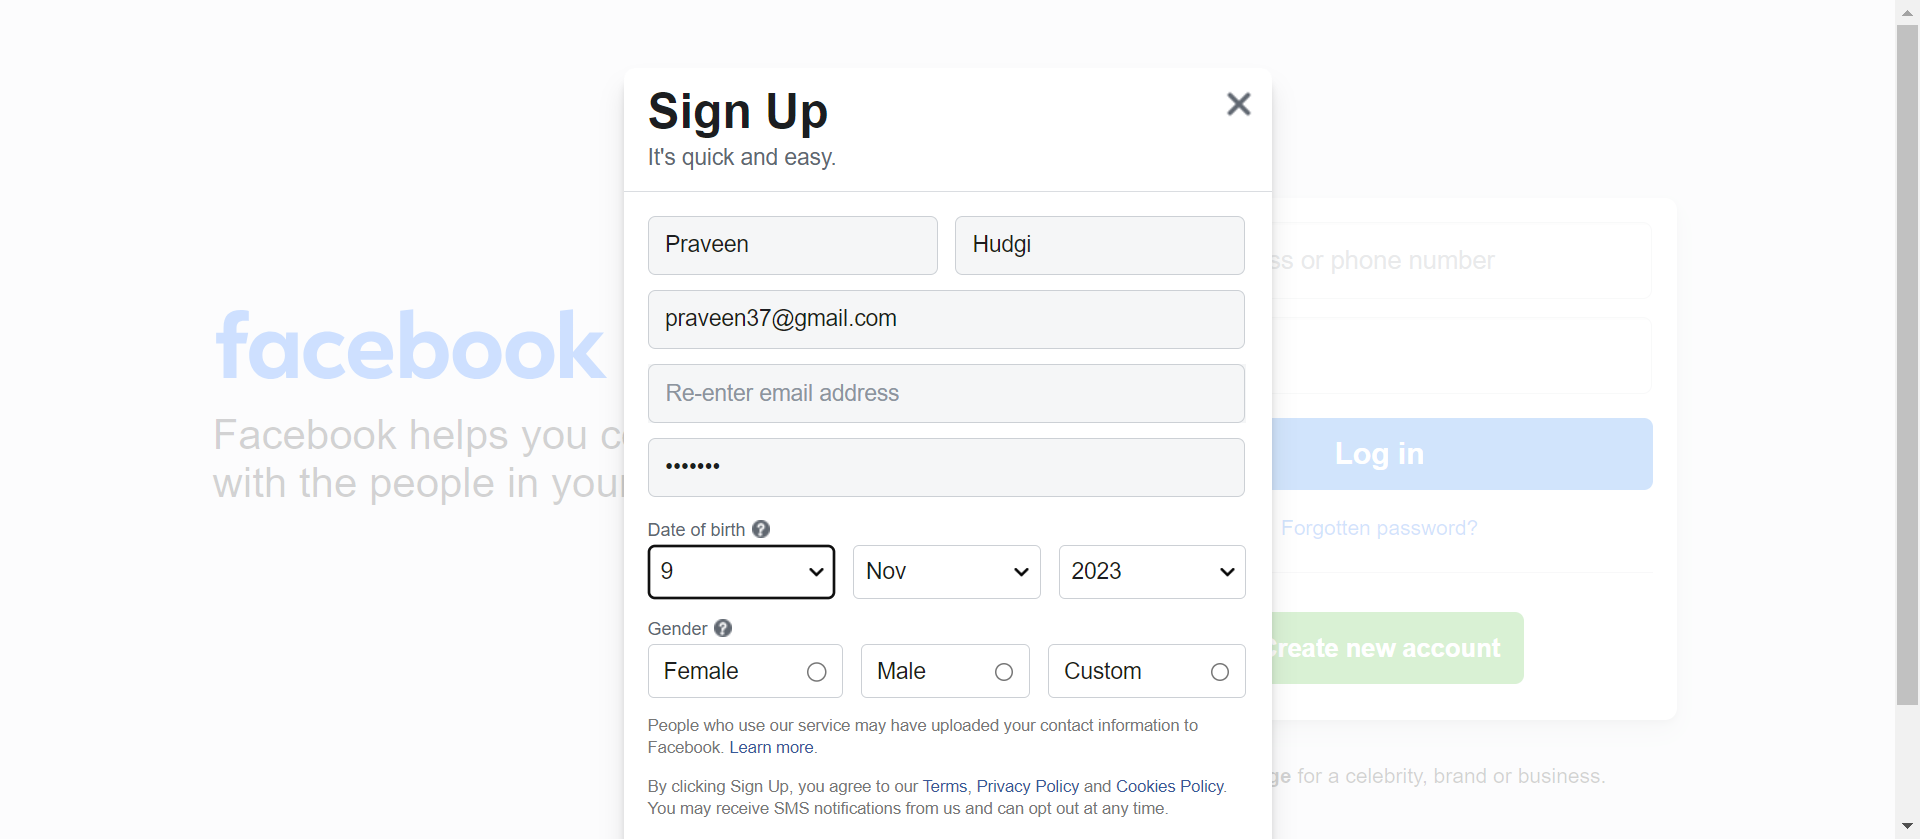 Sign Up
It's quick and easy.
Praveen
Hudgi
praveen37@gmail.com
Re-enter email address
•••••••
Date of birth ?
9
Nov
2023
Gender ?
Female
Male
Custom
People who use our service may have uploaded your contact information to
Facebook. Learn more.
By clicking Sign Up, you agree to our Terms, Privacy Policy and Cookies Policy.
You may receive SMS notifications from us and can opt out at any time.
facebook
Facebook helps you
with the people in your
or phone number
Log in
Forgotten password?
Create new account
for a celebrity, brand or business.